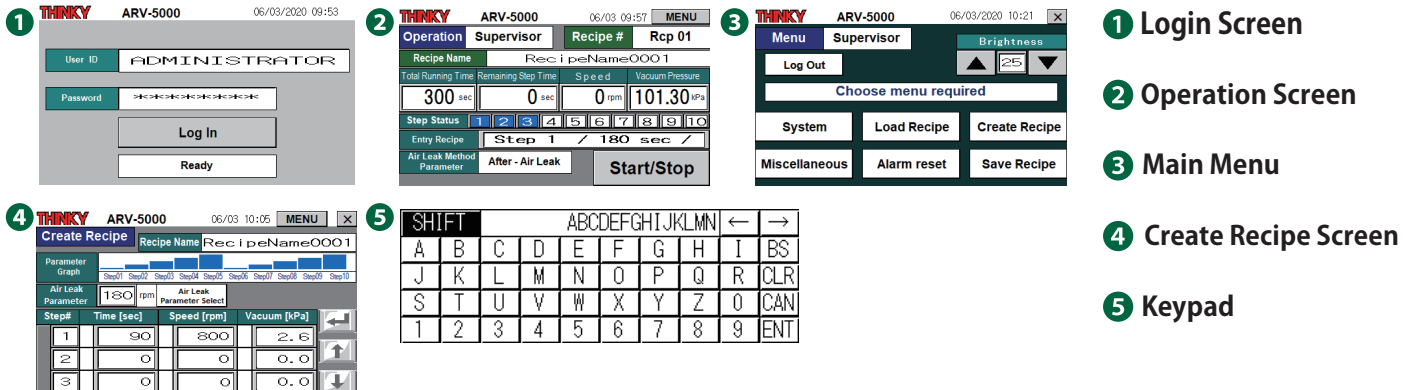 1
THINKY ARV-5000 06/03/2020 09:53
User ID ADMINISTRATOR
Password ********
Log In
Ready
2
THINKY ARV-5000 06/03 09:57 MENU
Operation Supervisor Recipe # Rcp 01
Recipe Name RecipeName0001
Total Running Time Remaining Step Time Speed Vacuum Pressure
300 sec 0 sec 0 rpm 101.30 kPa
Step Status 1 2 3 4 5 6 7 8 9 10
Entry Recipe Step 1 / 180 sec /
Air Leak Method Parameter After - Air Leak Start/Stop
3
THINKY ARV-5000 06/03/2020 10:21 X
Menu Supervisor Brightness
Log Out ▲ 25 ▼
Choose menu required
System Load Recipe Create Recipe
Miscellaneous Alarm reset Save Recipe
1 Login Screen
2 Operation Screen
3 Main Menu
4 Create Recipe Screen
5 Keypad
4
THINKY ARV-5000 06/03 10:05 MENU X
Create Recipe Recipe Name RecipeName0001
Parameter Graph
Step01 Step02 Step03 Step04 Step05 Step06 Step07 Step08 Step09 Step10
Air Leak Parameter 180 rpm Air Leak Parameter Select
Step# Time [sec] Speed [rpm] Vacuum [kPa]
1 90 800 2.6
2 0 0 0.0
3 0 0 0.0
5
SHIFT ABCDEFGHIJKLMN ← →
A B C D E F G H I BS
J K L M N O P Q R CLR
S T U V W X Y Z 0 CAN
1 2 3 4 5 6 7 8 9 ENT